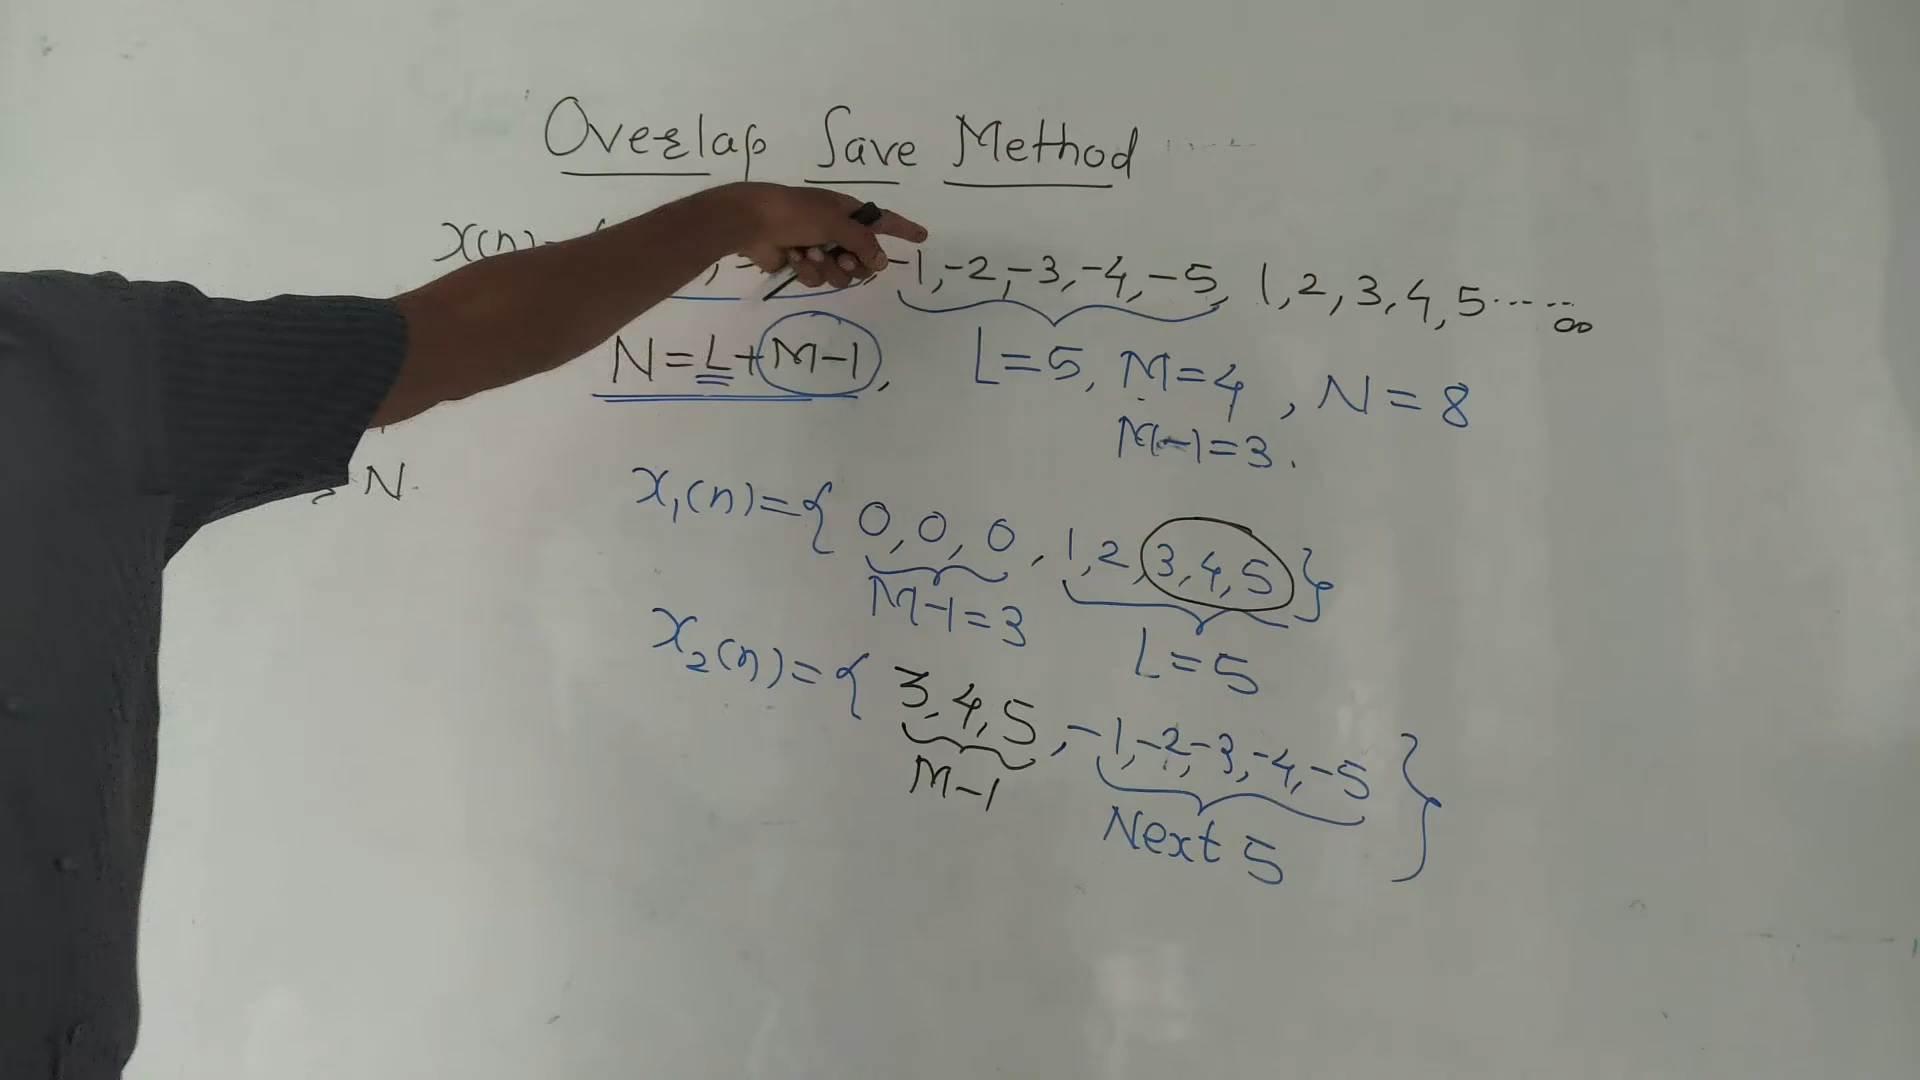 Overlap Save Method
x(n)=
-1,-2,-3,-4,-5, 1,2,3,4,5.....∞
N=L+M-1, L=5, M=4, N=8
M-1=3.
N.
x₁(n)={0,0,0,1,2,3,4,5}
M-1=3
L=5
x₂(n)={3,4,5,-1,-2,-3,-4,-5}
M-1
Next 5